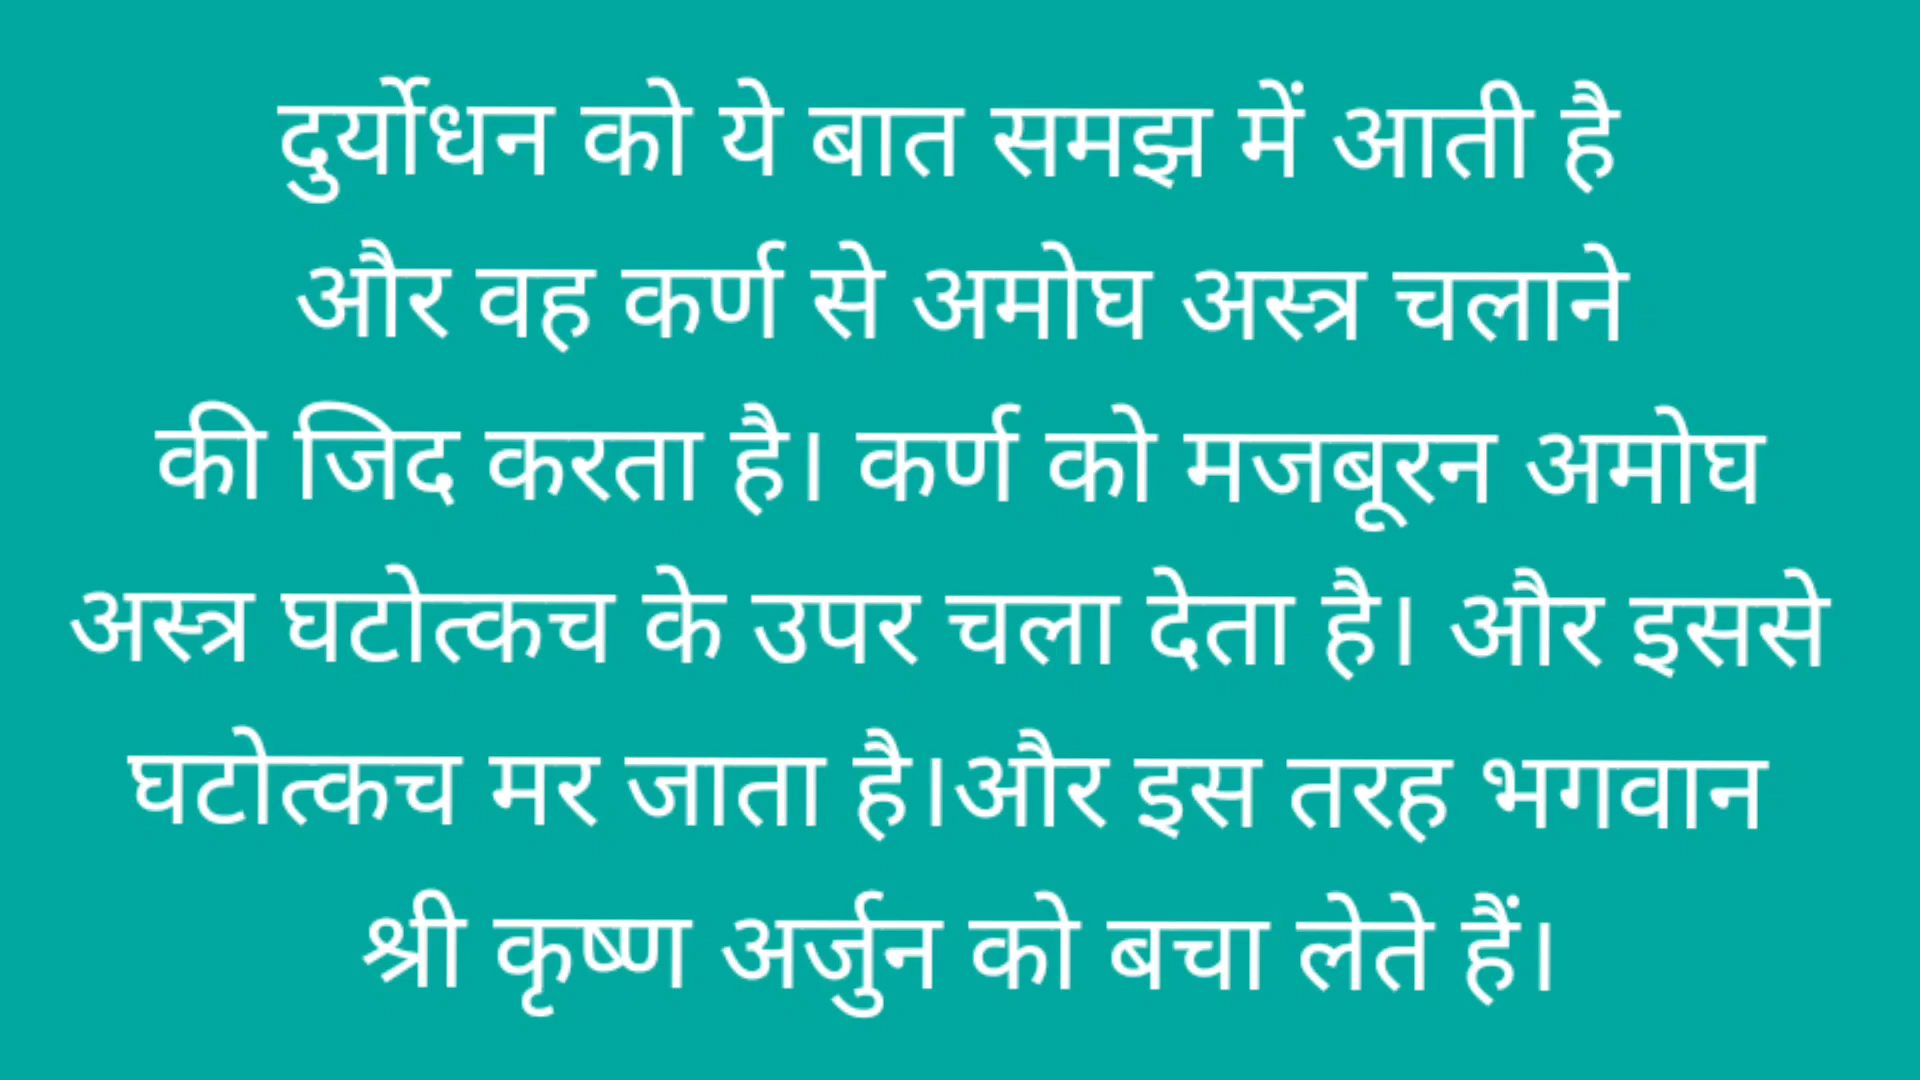 दुर्योधन को ये बात समझ में आती है
और वह कर्ण से अमोघ अस्त्र चलाने
की जिद करता है। कर्ण को मजबूरन अमोघ
अस्त्र घटोत्कच के उपर चला देता है। और इससे
घटोत्कच मर जाता है।और इस तरह भगवान
श्री कृष्ण अर्जुन को बचा लेते हैं।